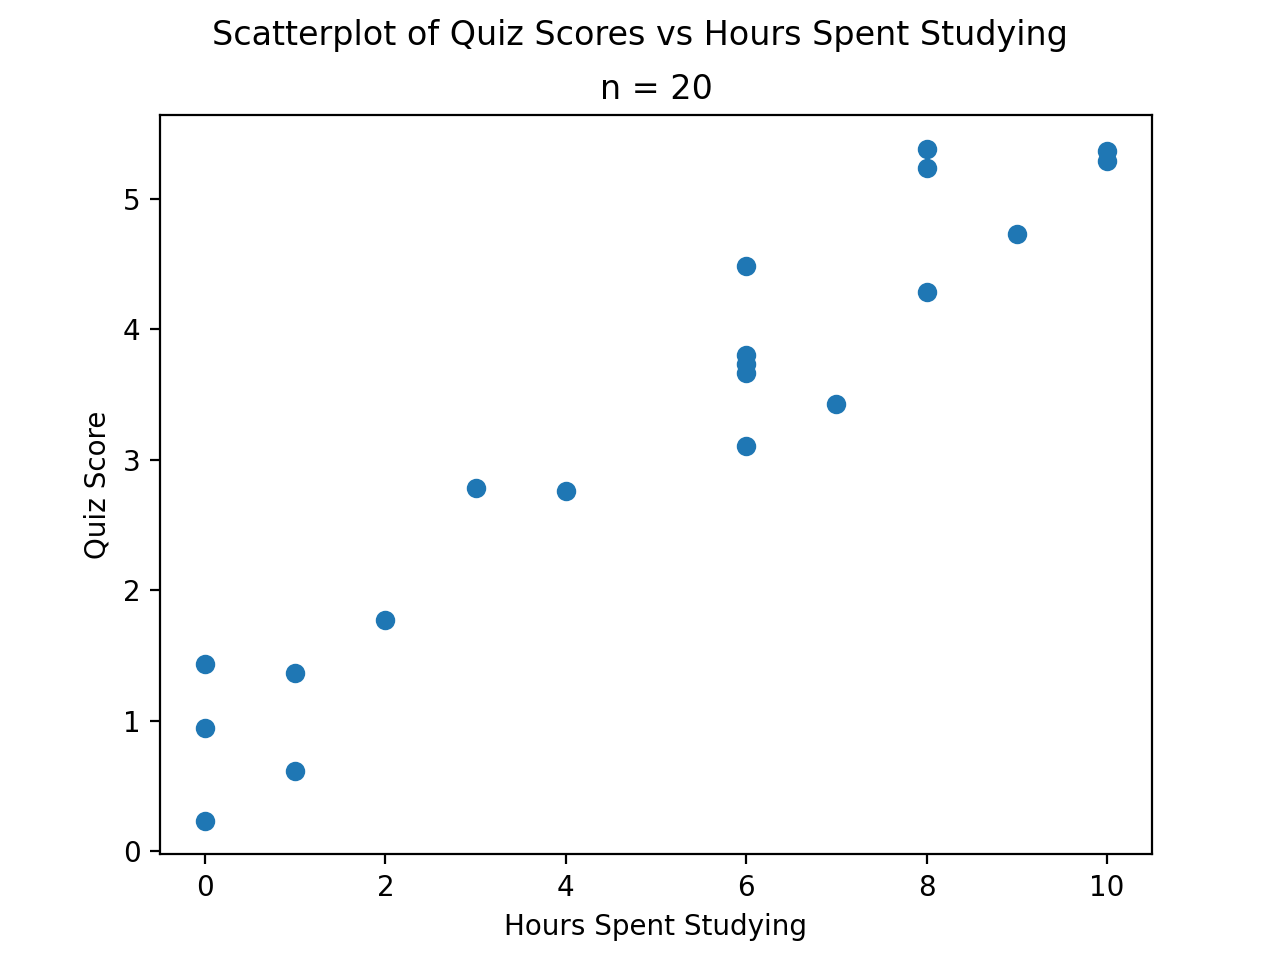 Scatterplot of Quiz Scores vs Hours Spent Studying
n = 20
5
4
3
2
1
0
Quiz Score
0 2 4 6 8 10
Hours Spent Studying